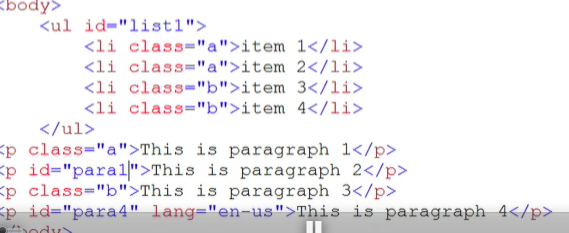 <body>
<ul id="list1">
<li class="a">item 1</li>
<li class="a">item 2</li>
<li class="b">item 3</li>
<li class="b">item 4</li>
</ul>
<p class="a">This is paragraph 1</p>
<p id="para1">This is paragraph 2</p>
<p class="b">This is paragraph 3</p>
<p id="para4" lang="en-us">This is paragraph 4</p>
</body>